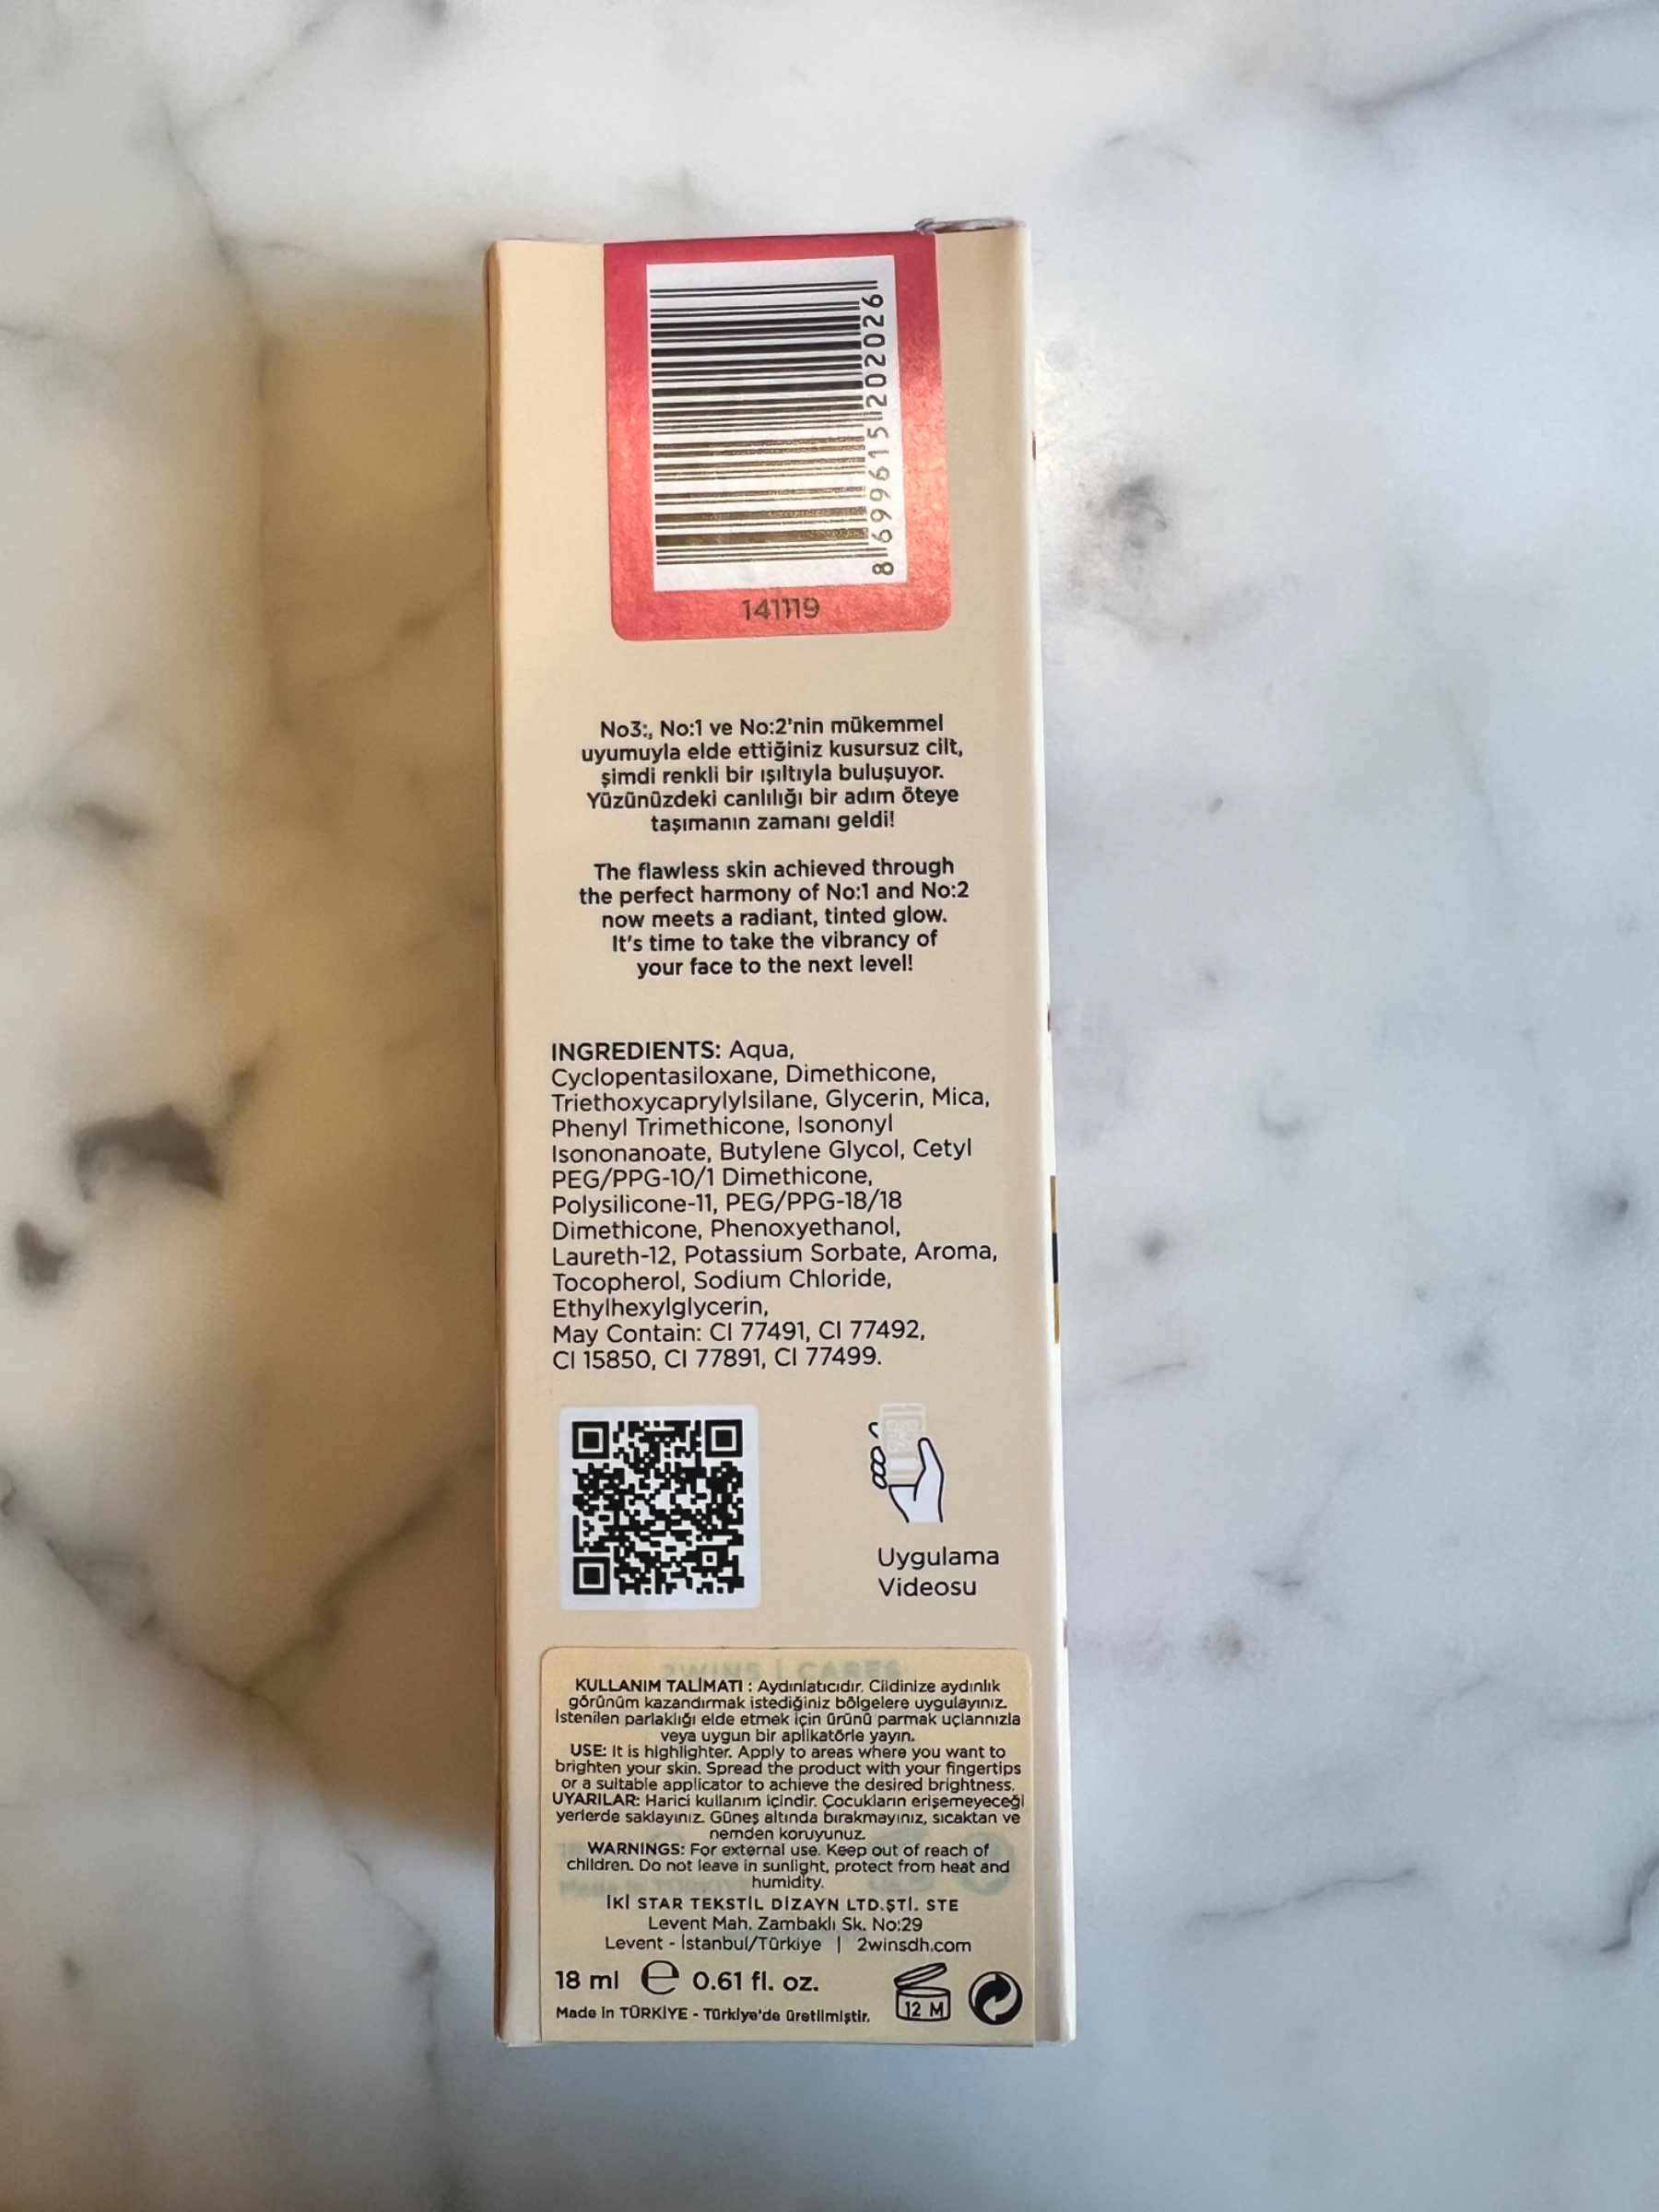 8 699615 202026
141119
No3:, No:1 ve No:2'nin mükemmel
uyumuyla elde ettiğiniz kusursuz cilt,
şimdi renkli bir ışıltıyla buluşuyor.
Yüzünüzdeki canlılığı bir adım öteye
taşımanın zamanı geldi!
The flawless skin achieved through
the perfect harmony of No:1 and No:2
now meets a radiant, tinted glow.
It's time to take the vibrancy of
your face to the next level!
INGREDIENTS: Aqua,
Cyclopentasiloxane, Dimethicone,
Triethoxycaprylylsilane, Glycerin, Mica,
Phenyl Trimethicone, Isononyl
Isononanoate, Butylene Glycol, Cetyl
PEG/PPG-10/1 Dimethicone,
Polysilicone-11, PEG/PPG-18/18
Dimethicone, Phenoxyethanol,
Laureth-12, Potassium Sorbate, Aroma,
Tocopherol, Sodium Chloride,
Ethylhexylglycerin,
May Contain: CI 77491, CI 77492,
CI 15850, CI 77891, CI 77499.
Uygulama
Videosu
2WINS | CARES
KULLANIM TALİMATI : Aydınlatıcıdır. Cildinize aydınlık
görünüm kazandırmak istediğiniz bölgelere uygulayınız.
İstenilen parlaklığı elde etmek için ürünü parmak uçlarınızla
veya uygun bir aplikatörle yayın.
USE: It is highlighter. Apply to areas where you want to
brighten your skin. Spread the product with your fingertips
or a suitable applicator to achieve the desired brightness.
UYARILAR: Harici kullanım içindir. Çocukların erişemeyeceği
yerlerde saklayınız. Güneş altında bırakmayınız, sıcaktan ve
nemden koruyunuz.
WARNINGS: For external use. Keep out of reach of
children. Do not leave in sunlight, protect from heat and
humidity.
İKİ STAR TEKSTİL DİZAYN LTD.ŞTİ. STE
Levent Mah. Zambaklı Sk. No:29
Levent - İstanbul/Türkiye | 2winsdh.com
18 ml e 0.61 fl. oz.
12 M
Made in TÜRKİYE - Türkiye'de üretilmiştir.